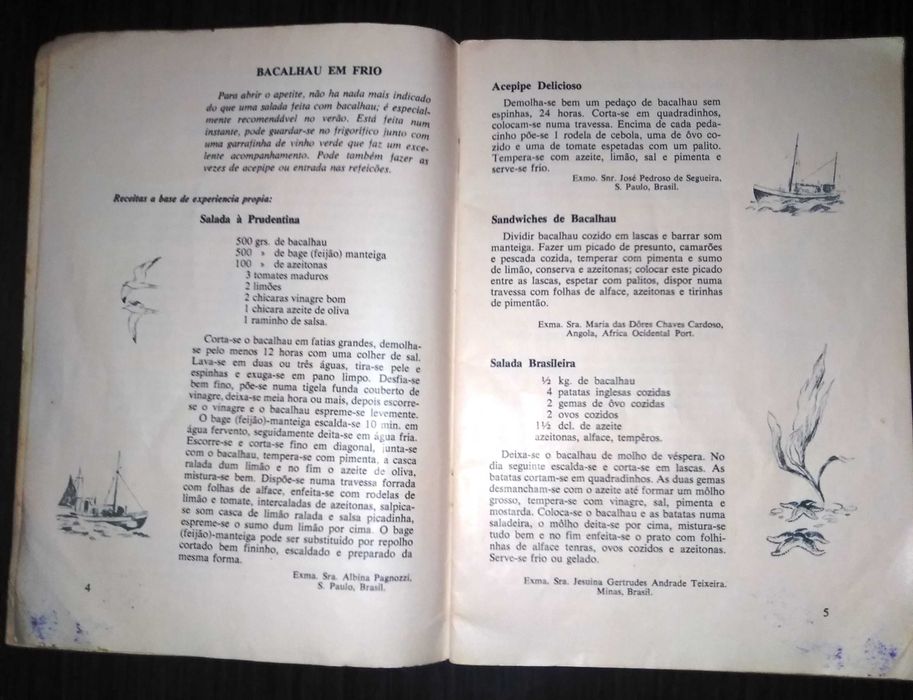 BACALHAU EM FRIO
Para abrir o apetite, não ha nada mais indicado
do que uma salada feita com bacalhau; é especial-
mente recomendável no verão. Está feita num
instante, pode guardar-se no frigorífico junto com
uma garrafinha de vinho verde que faz um exce-
lente acompanhamento. Pode também fazer as
vezes de acepipe ou entrada nas refeicões.
Receitas a base de experiencia propia:
Salada à Prudentina
500 grs. de bacalhau
500 » de bage (feijão) manteiga
100 » de azeitonas
3 tomates maduros
2 limões
2 chicaras vinagre bom
1 chicara azeite de oliva
1 raminho de salsa.
Corta-se o bacalhau em fatias grandes, demolha-
se pelo menos 12 horas com uma colher de sal.
Lava-se em duas ou três águas, tira-se pele e
espinhas e exuga-se em pano limpo. Desfia-se
bem fino, põe-se numa tigela funda couberto de
vinagre, deixa-se meia hora ou mais, depois escorre-
se o vinagre e o bacalhau espreme-se levemente.
O bage (feijão)-manteiga escalda-se 10 min. em
água fervento, seguidamente deita-se em água fria.
Escorre-se e corta-se fino em diagonal, junta-se
com o bacalhau, tempera-se com pimenta, a casca
ralada dum limão e no fim o azeite de oliva,
mistura-se bem. Dispõe-se numa travessa forrada
com folhas de alface, enfeita-se com rodelas de
limão e tomate, intercaladas de azeitonas, salpica-
se som casca de limão ralada e salsa picadinha,
espreme-se o sumo dum limão por cima. O bage
(feijão)-manteiga pode ser substituido por repolho
cortado bem fininho, escaldado e preparado da
mesma forma.
Exma. Sra. Albina Pagnozzi,
S. Paulo, Brasil.
4
Acepipe Delicioso
Demolha-se bem um pedaço de bacalhau sem
espinhas, 24 horas. Corta-se em quadradinhos,
colocam-se numa travessa. Encima de cada peda-
cinho põe-se 1 rodela de cebola, uma de ôvo co-
zido e uma de tomate espetadas com um palito.
Tempera-se com azeite, limão, sal e pimenta e
serve-se frio.
Exmo. Snr. José Pedroso de Segueira,
S. Paulo, Brasil.
Sandwiches de Bacalhau
Dividir bacalhau cozido em lascas e barrar som
manteiga. Fazer um picado de presunto, camarões
e pescada cozida, temperar com pimenta e sumo
de limão, conserva e azeitonas; colocar este picado
entre as lascas, espetar com palitos, dispor numa
travessa com folhas de alface, azeitonas e tirinhas
de pimentão.
Exma. Sra. Maria das Dôres Chaves Cardoso,
Angola, Africa Ocidental Port.
Salada Brasileira
½ kg. de bacalhau
4 patatas inglesas cozidas
2 gemas de ôvo cozidas
2 ovos cozidos
1½ dcl. de azeite
azeitonas, alface, tempêros.
Deixa-se o bacalhau de molho de véspera. No
dia seguinte escalda-se e corta-se em lascas. As
batatas cortam-se em quadradinhos. As duas gemas
desmancham-se com o azeite até formar um môlho
grosso, tempera-se com vinagre, sal, pimenta e
mostarda. Coloca-se o bacalhau e as batatas numa
saladeira, o môlho deita-se por cima, mistura-se
tudo bem e no fim enfeita-se o prato com folhi-
nhas de alface tenras, ovos cozidos e azeitonas.
Serve-se frio ou gelado.
Exma. Sra. Jesuina Gertrudes Andrade Teixeira.
Minas, Brasil.
5